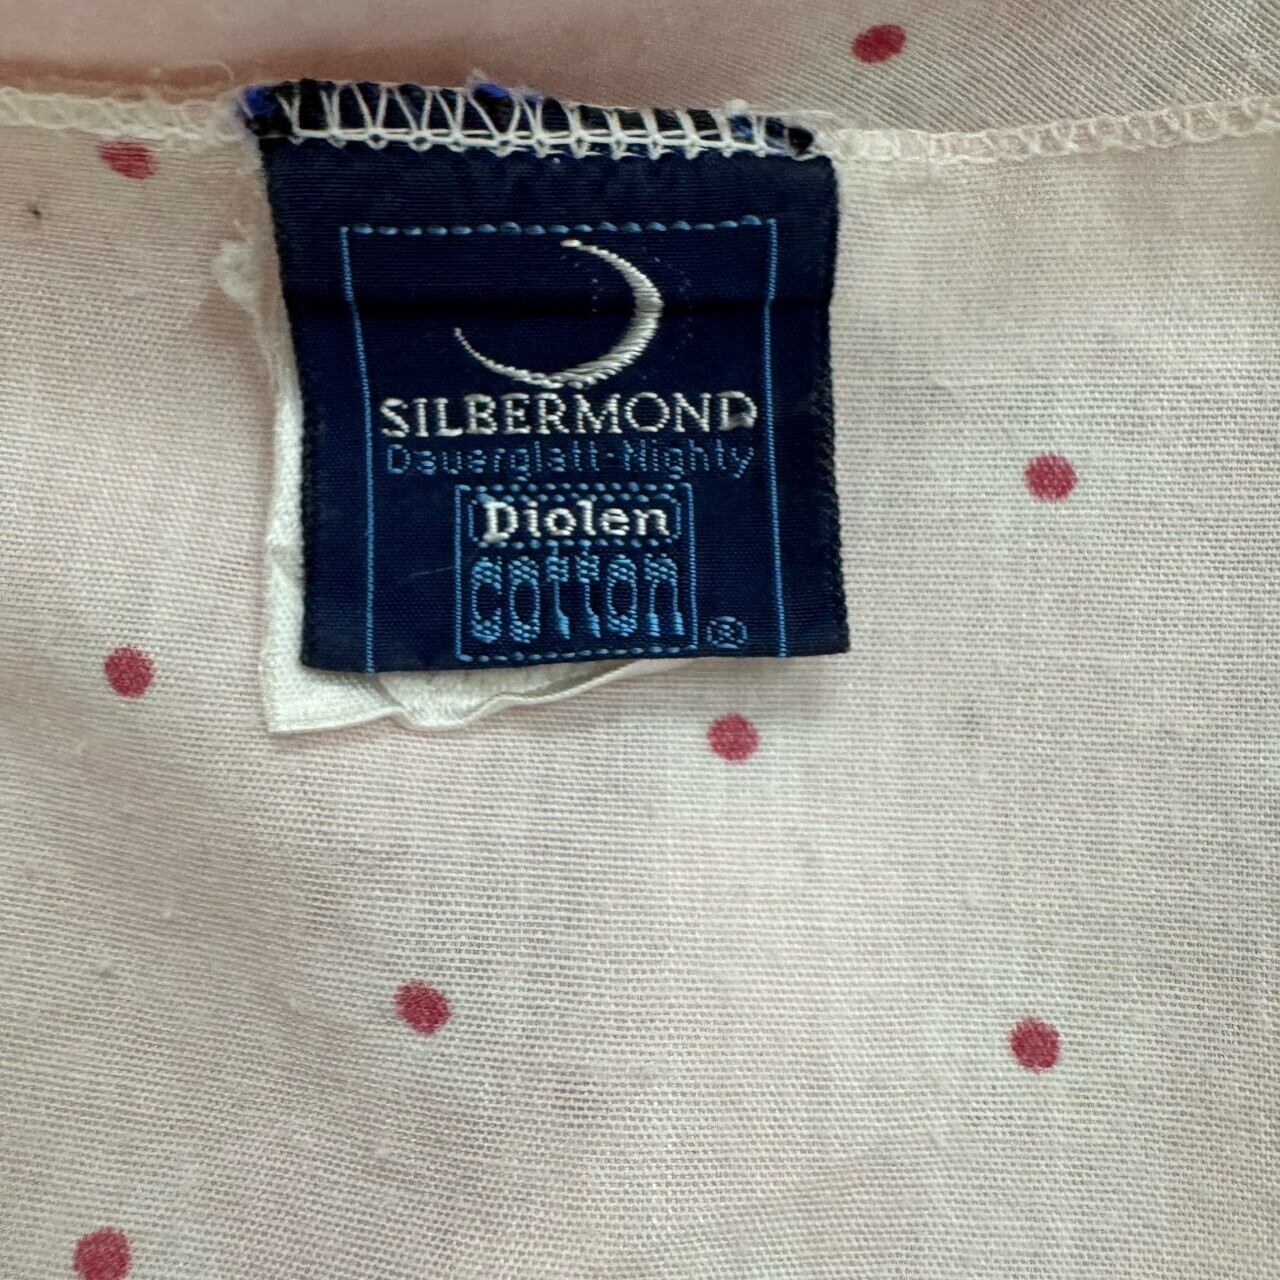 SILBERMOND
Dauerglatt-Nighty
Diolen
cotton
®